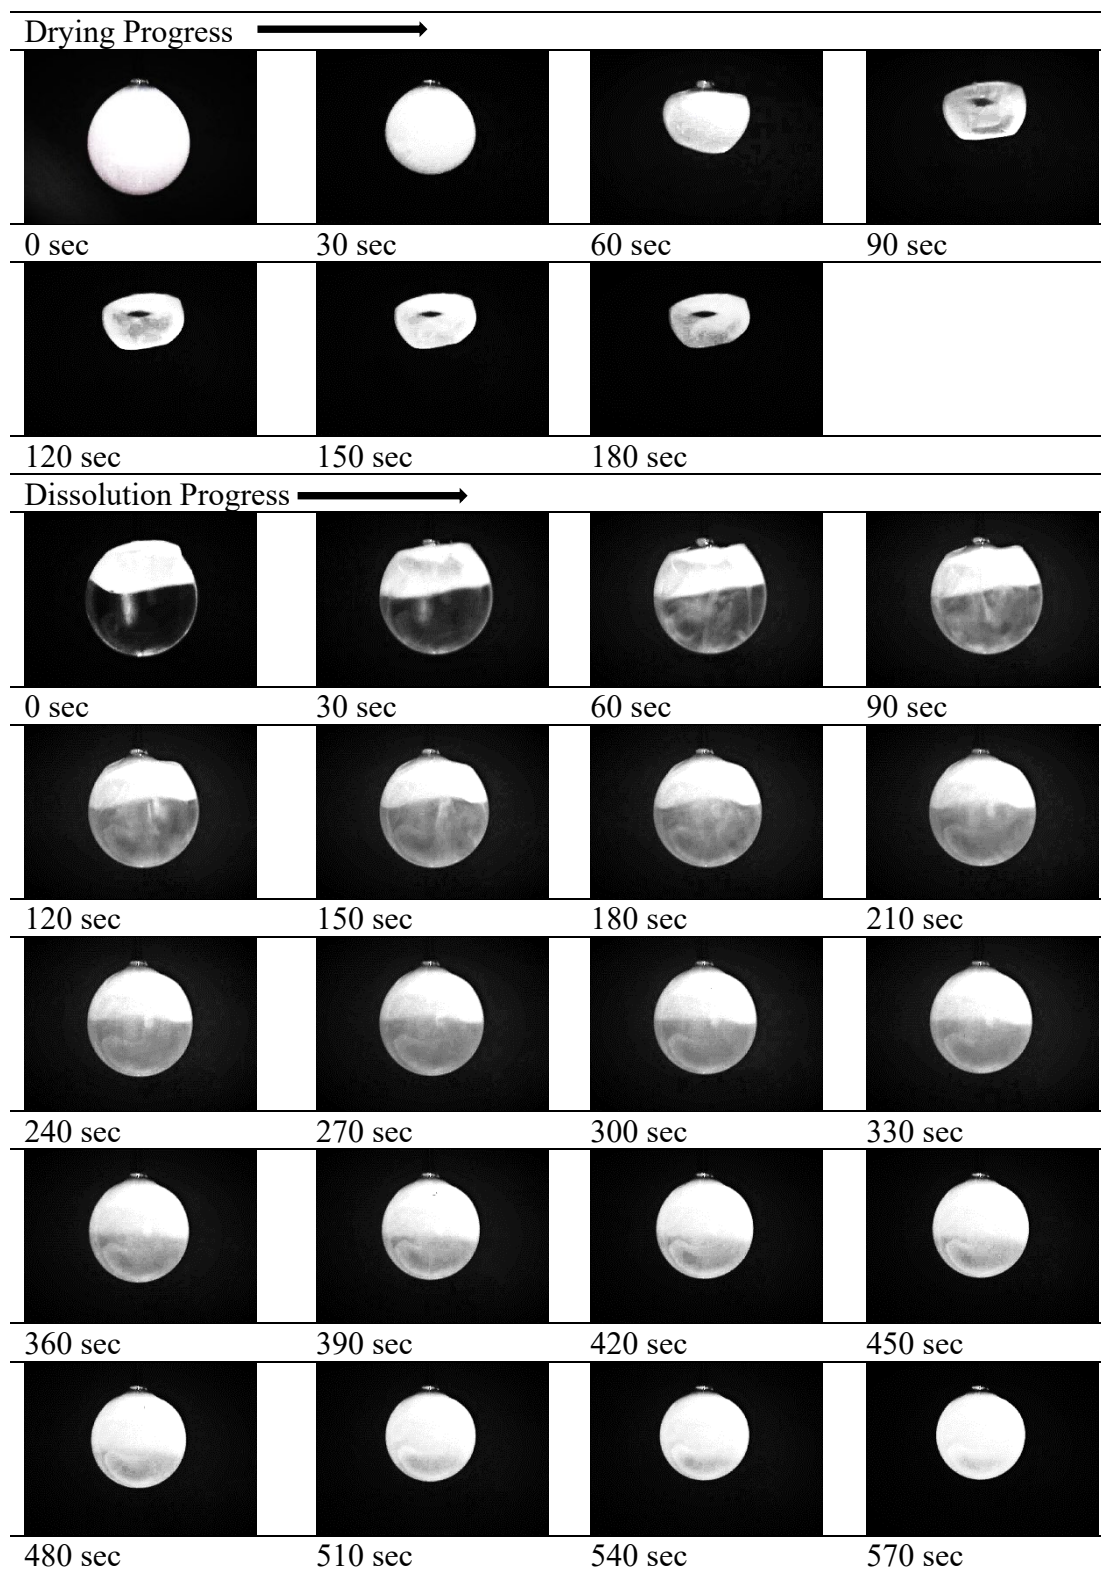 Drying Progress
0 sec 30 sec 60 sec 90 sec
120 sec 150 sec 180 sec
Dissolution Progress
0 sec 30 sec 60 sec 90 sec
120 sec 150 sec 180 sec 210 sec
240 sec 270 sec 300 sec 330 sec
360 sec 390 sec 420 sec 450 sec
480 sec 510 sec 540 sec 570 sec